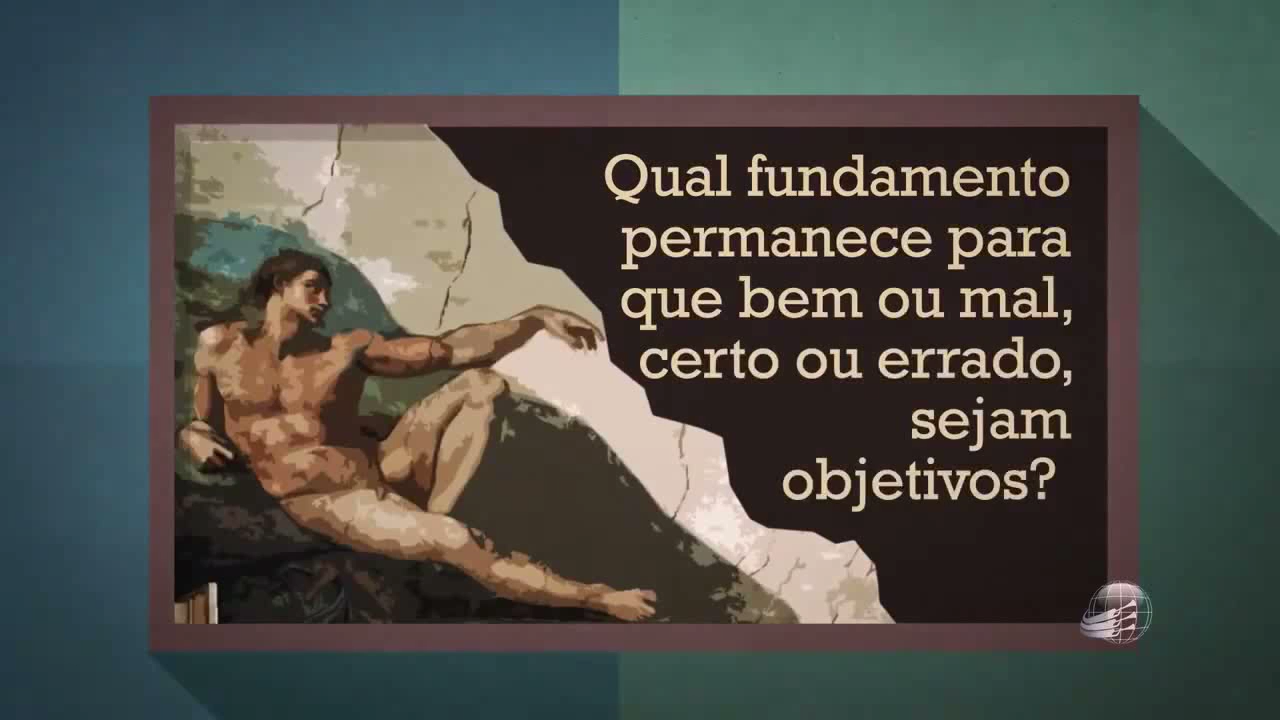 Qual fundamento
permanece para
que bem ou mal,
certo ou errado,
sejam
objetivos?